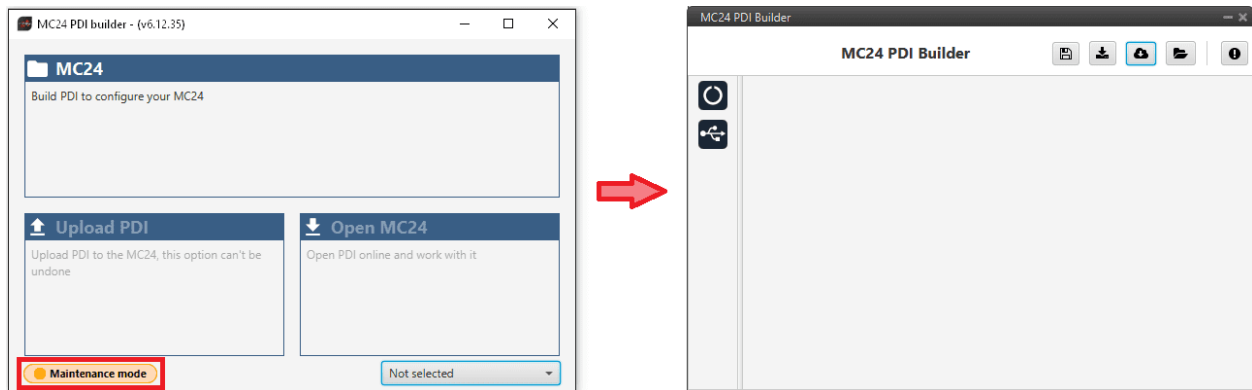 MC24 PDI builder - (v6.12.35)
MC24
Build PDI to configure your MC24
Upload PDI
Upload PDI to the MC24, this option can't be
undone
Open MC24
Open PDI online and work with it
Maintenance mode
Not selected
MC24 PDI Builder
MC24 PDI Builder